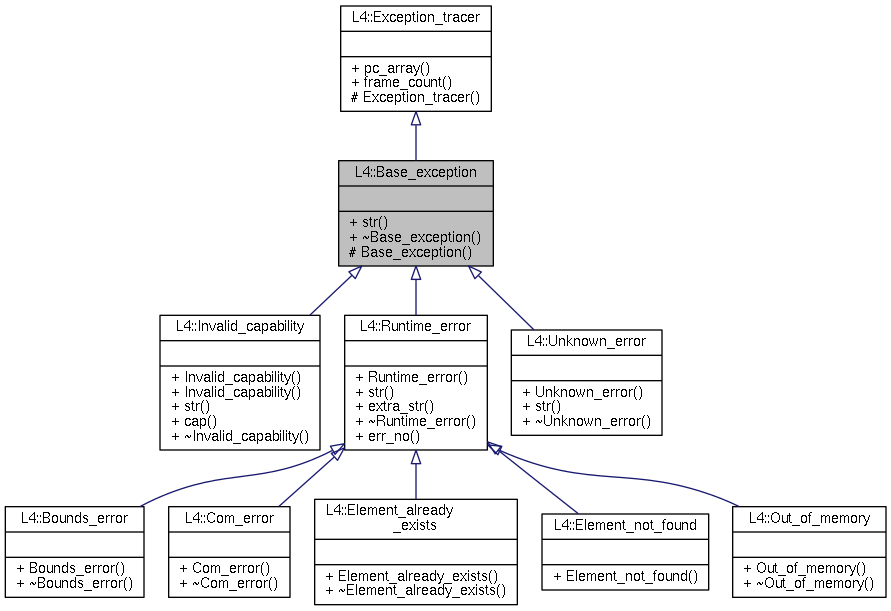 L4::Exception_tracer
+ pc_array()
+ frame_count()
# Exception_tracer()
L4::Base_exception
+ str()
+ ~Base_exception()
# Base_exception()
L4::Invalid_capability
+ Invalid_capability()
+ Invalid_capability()
+ str()
+ cap()
+ ~Invalid_capability()
L4::Runtime_error
+ Runtime_error()
+ str()
+ extra_str()
+ ~Runtime_error()
+ err_no()
L4::Unknown_error
+ Unknown_error()
+ str()
+ ~Unknown_error()
L4::Bounds_error
+ Bounds_error()
+ ~Bounds_error()
L4::Com_error
+ Com_error()
+ ~Com_error()
L4::Element_already
_exists
+ Element_already_exists()
+ ~Element_already_exists()
L4::Element_not_found
+ Element_not_found()
L4::Out_of_memory
+ Out_of_memory()
+ ~Out_of_memory()